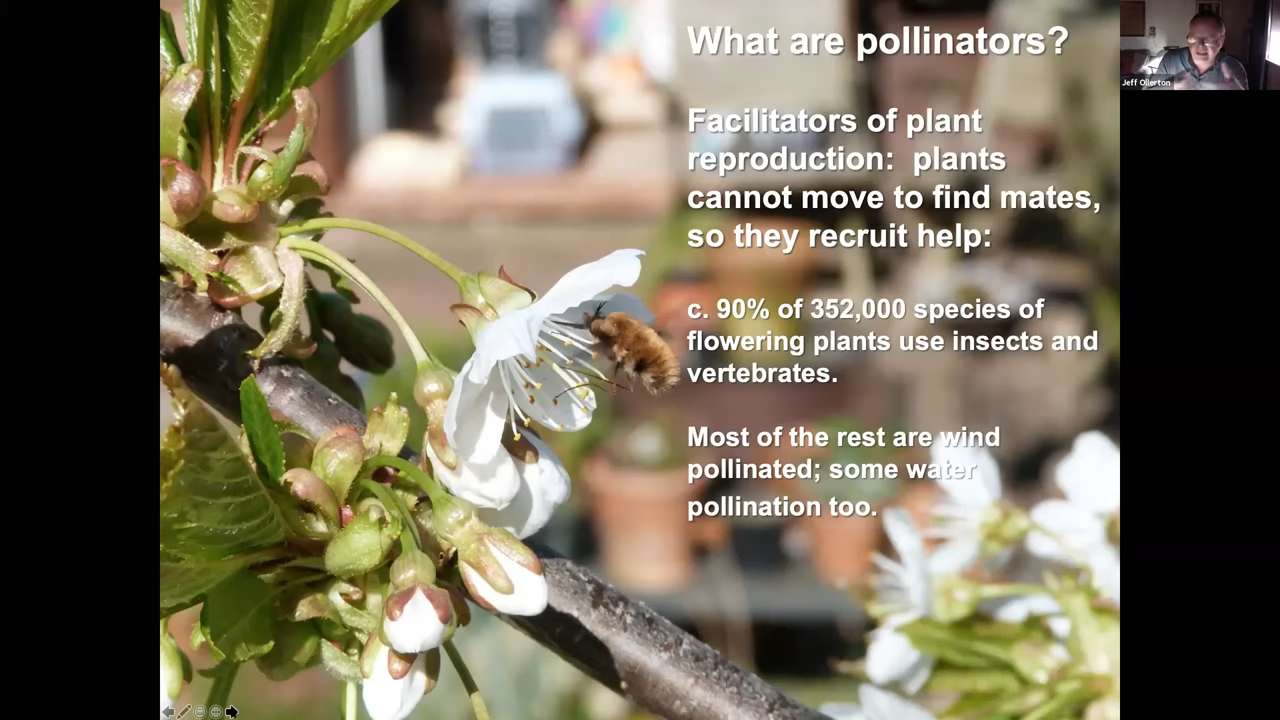 What are pollinators?
Facilitators of plant
reproduction:  plants
cannot move to find mates,
so they recruit help:
c. 90% of 352,000 species of
flowering plants use insects and
vertebrates.
Most of the rest are wind
pollinated; some water
pollination too.
Jeff Ollerton